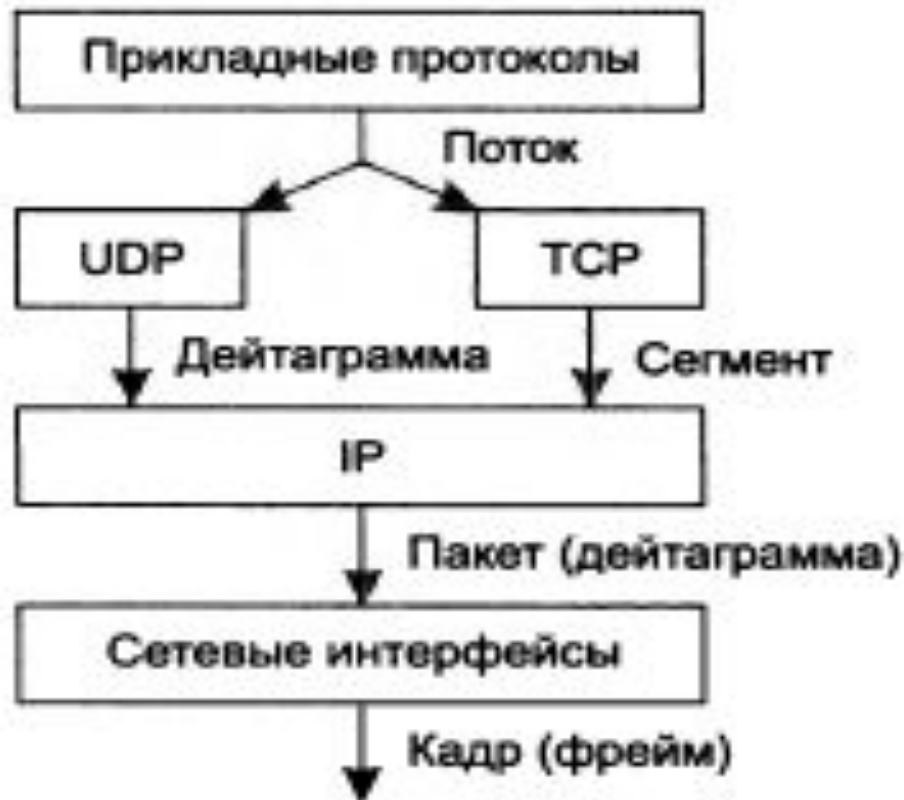 Прикладные протоколы
Поток
UDP
TCP
Дейтаграмма
Сегмент
IP
Пакет (дейтаграмма)
Сетевые интерфейсы
Кадр (фрейм)